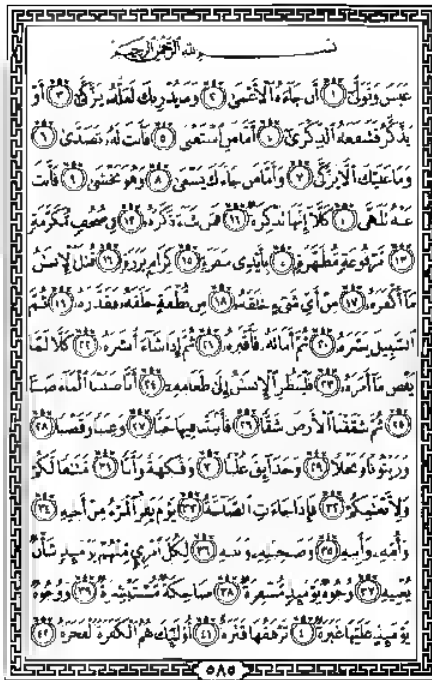 بسم الله الرحمن الرحيم
عبس وتولى ﴿١﴾ أن جاءه الأعمى ﴿٢﴾ وما يدريك لعله يزكى ﴿٣﴾ أو
يذكر فتنفعه الذكرى ﴿٤﴾ أما من استغنى ﴿٥﴾ فأنت له تصدى ﴿٦﴾
وما عليك ألا يزكى ﴿٧﴾ وأما من جاءك يسعى ﴿٨﴾ وهو يخشى ﴿٩﴾ فأنت
عنه تلهى ﴿١٠﴾ كلا إنها تذكرة ﴿١١﴾ فمن شاء ذكره ﴿١٢﴾ في صحف مكرمة
﴿١٣﴾ مرفوعة مطهرة ﴿١٤﴾ بأيدي سفرة ﴿١٥﴾ كرام بررة ﴿١٦﴾ قتل الإنسان
ما أكفره ﴿١٧﴾ من أي شيء خلقه ﴿١٨﴾ من نطفة خلقه فقدره ﴿١٩﴾ ثم
السبيل يسره ﴿٢٠﴾ ثم أماته فأقبره ﴿٢١﴾ ثم إذا شاء أنشره ﴿٢٢﴾ كلا لما
يقض ما أمره ﴿٢٣﴾ فلينظر الإنسان إلى طعامه ﴿٢٤﴾ أنا صببنا الماء صبا
﴿٢٥﴾ ثم شققنا الأرض شقا ﴿٢٦﴾ فأنبتنا فيها حبا ﴿٢٧﴾ وعنبا وقضبا ﴿٢٨﴾
وزيتونا ونخلا ﴿٢٩﴾ وحدائق غلبا ﴿٣٠﴾ وفاكهة وأبا ﴿٣١﴾ متاعا لكم
ولأنعامكم ﴿٣٢﴾ فإذا جاءت الصاخة ﴿٣٣﴾ يوم يفر المرء من أخيه ﴿٣٤﴾
وأمه وأبيه ﴿٣٥﴾ وصاحبته وبنيه ﴿٣٦﴾ لكل امرئ منهم يومئذ شأن
يغنيه ﴿٣٧﴾ وجوه يومئذ مسفرة ﴿٣٨﴾ ضاحكة مستبشرة ﴿٣٩﴾ ووجوه
يومئذ عليها غبرة ﴿٤٠﴾ ترهقها قترة ﴿٤١﴾ أولئك هم الكفرة الفجرة ﴿٤٢﴾
٥٨٥